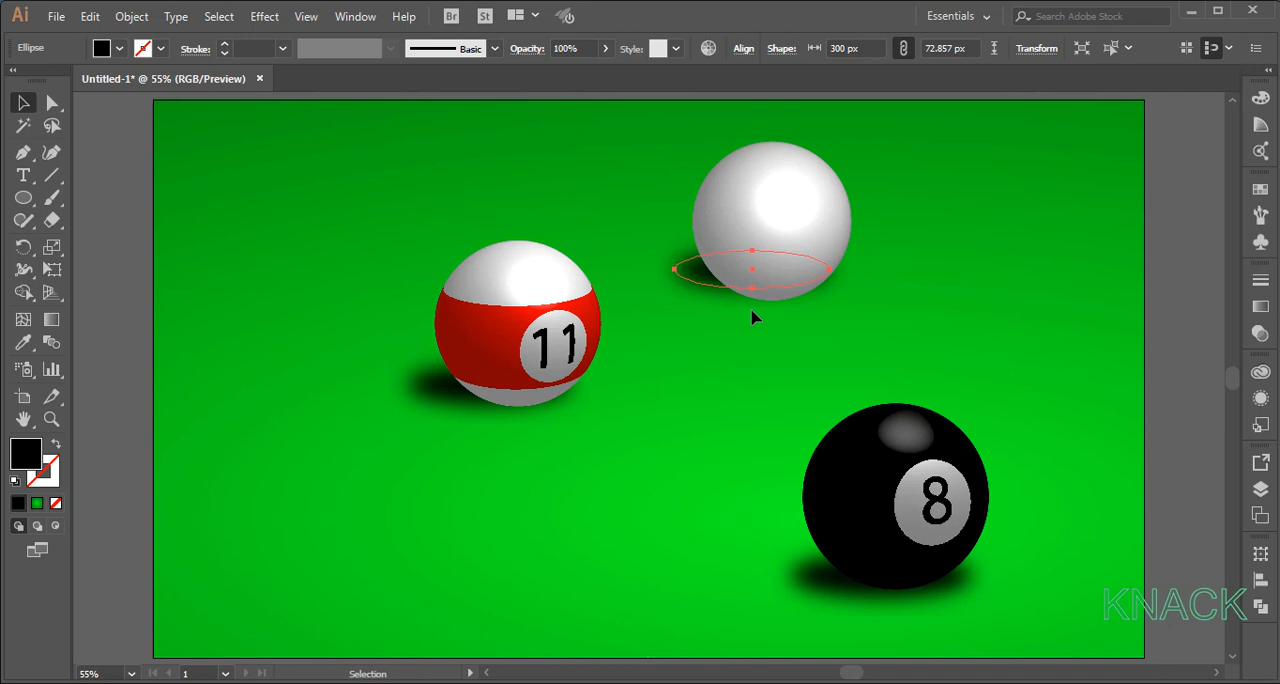 Ai File Edit Object Type Select Effect View Window Help Br St Essentials Search Adobe Stock
Ellipse Stroke: Basic Opacity: 100% Style: Align Shape: 300 px 72.857 px Transform
Untitled-1* @ 55% (RGB/Preview)
11
8
KNACK
55% 1 Selection